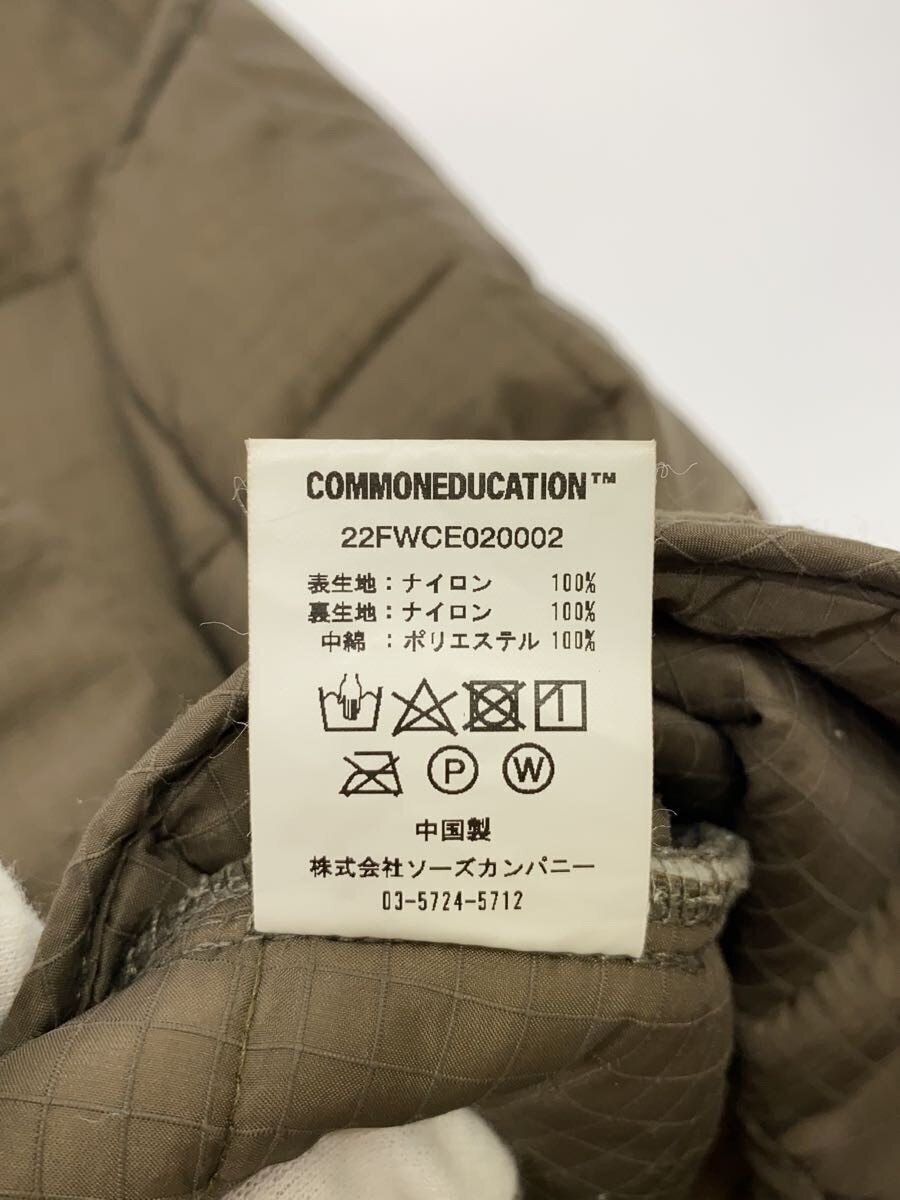 COMMONEDUCATION™
22FWCE020002
表生地：ナイロン 100%
裏生地：ナイロン 100%
中綿 ：ポリエステル 100%
P W
中国製
株式会社ソーズカンパニー
03-5724-5712